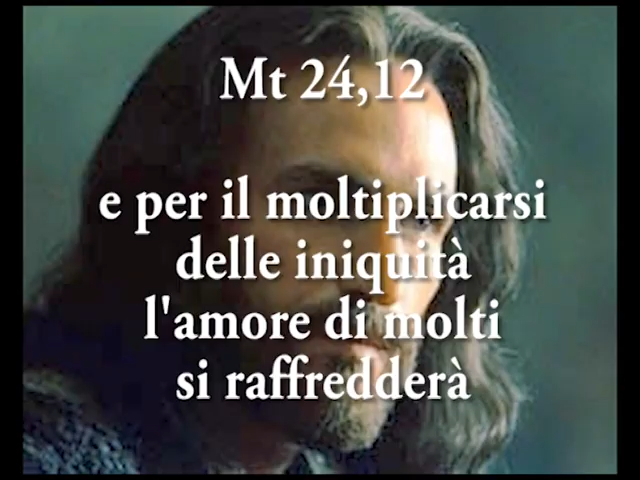 Mt 24,12
e per il moltiplicarsi
delle iniquità
l'amore di molti
si raffredderà